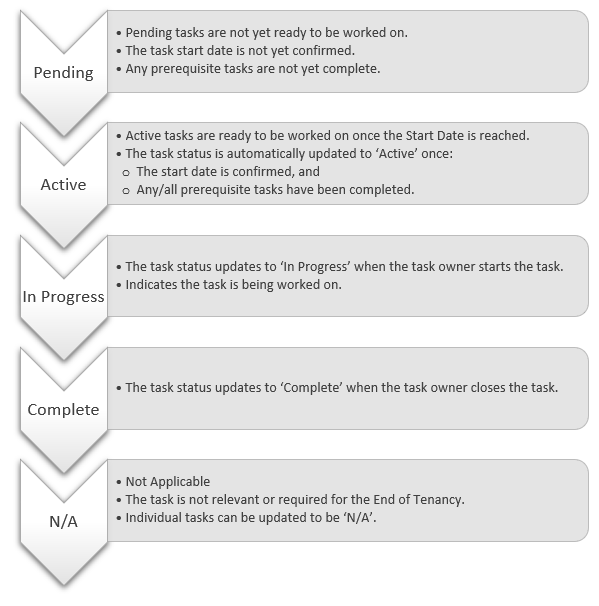 Pending
• Pending tasks are not yet ready to be worked on.
• The task start date is not yet confirmed.
• Any prerequisite tasks are not yet complete.
Active
• Active tasks are ready to be worked on once the Start Date is reached.
• The task status is automatically updated to ‘Active’ once:
o The start date is confirmed, and
o Any/all prerequisite tasks have been completed.
In Progress
• The task status updates to ‘In Progress’ when the task owner starts the task.
• Indicates the task is being worked on.
Complete
• The task status updates to ‘Complete’ when the task owner closes the task.
N/A
• Not Applicable
• The task is not relevant or required for the End of Tenancy.
• Individual tasks can be updated to be ‘N/A’.